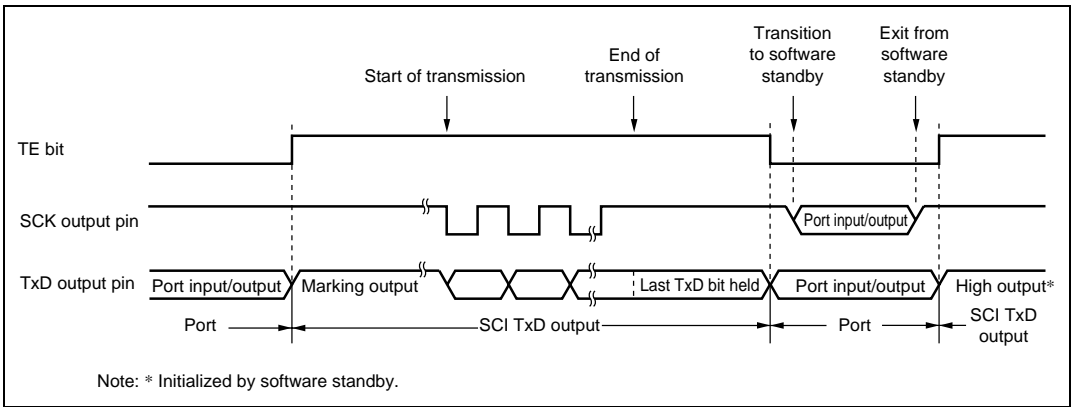 Transition
to software
standby
Exit from
software
standby
End of
transmission
Start of transmission
TE bit
SCK output pin
Port input/output
TxD output pin
Port input/output
Marking output
Last TxD bit held
Port input/output
High output*
Port
SCI TxD output
Port
SCI TxD
output
Note: * Initialized by software standby.